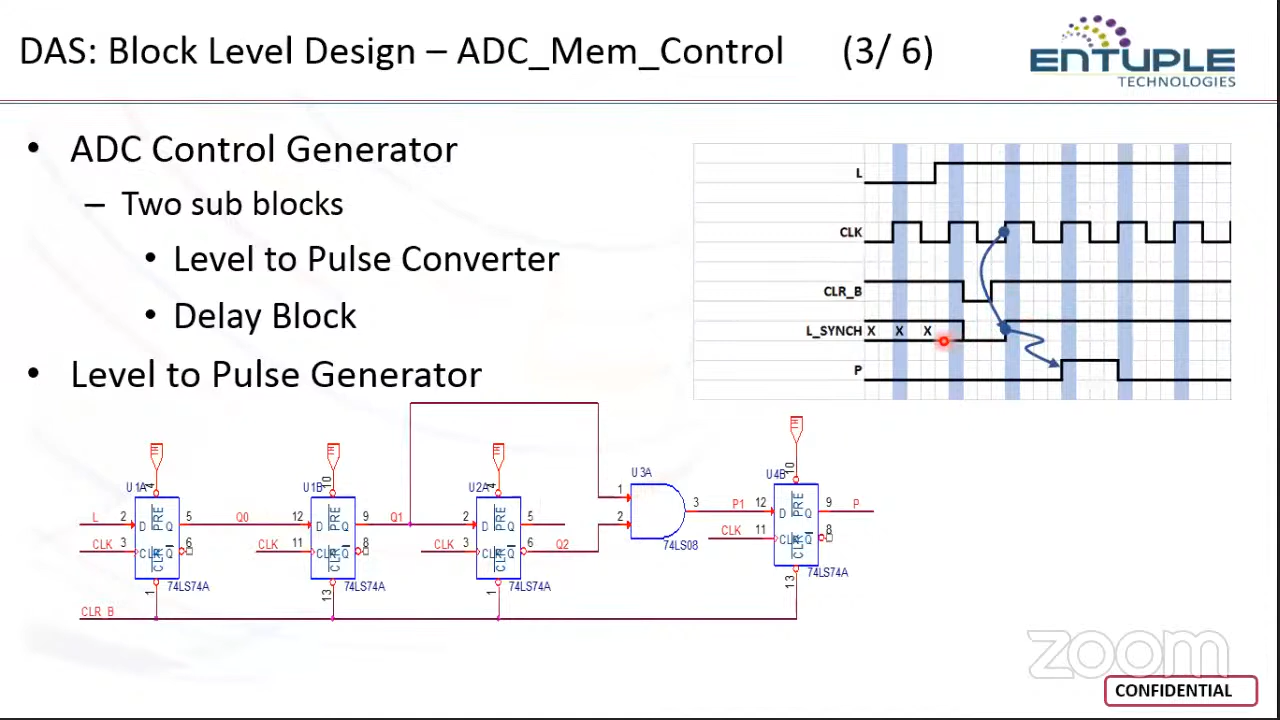 DAS: Block Level Design – ADC_Mem_Control (3/ 6)
ENTUPLE
TECHNOLOGIES
• ADC Control Generator
– Two sub blocks
• Level to Pulse Converter
• Delay Block
• Level to Pulse Generator
L
CLK
CLR_B
L_SYNCH X X X
P
U1A
4
L 2 D PRE Q 5 Q0
CLK 3 CLK Q 6
CLR
1
74LS74A
U1B
10
12 D PRE Q 9 Q1
CLK 11 CLK Q 8
CLR
13
74LS74A
U2A
4
2 D PRE Q 5
CLK 3 CLK Q 6 Q2
CLR
1
74LS74A
U3A
1
2
3 P1
74LS08
U4B
10
12 D PRE Q 9 P
CLK 11 CLK Q 8
CLR
13
74LS74A
CLR B
zoom
CONFIDENTIAL